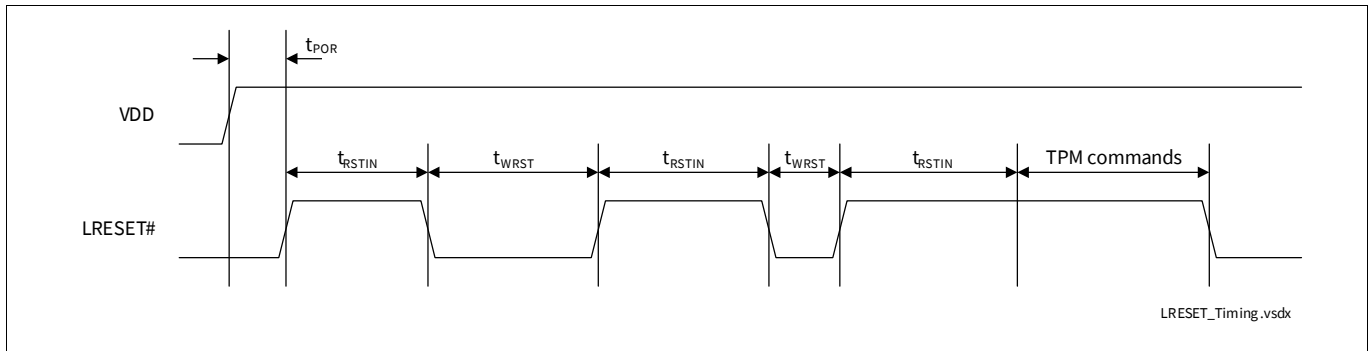 tPOR
VDD
tRSTIN tWRST tRSTIN tWRST tRSTIN TPM commands
LRESET#
LRESET_Timing.vsdx